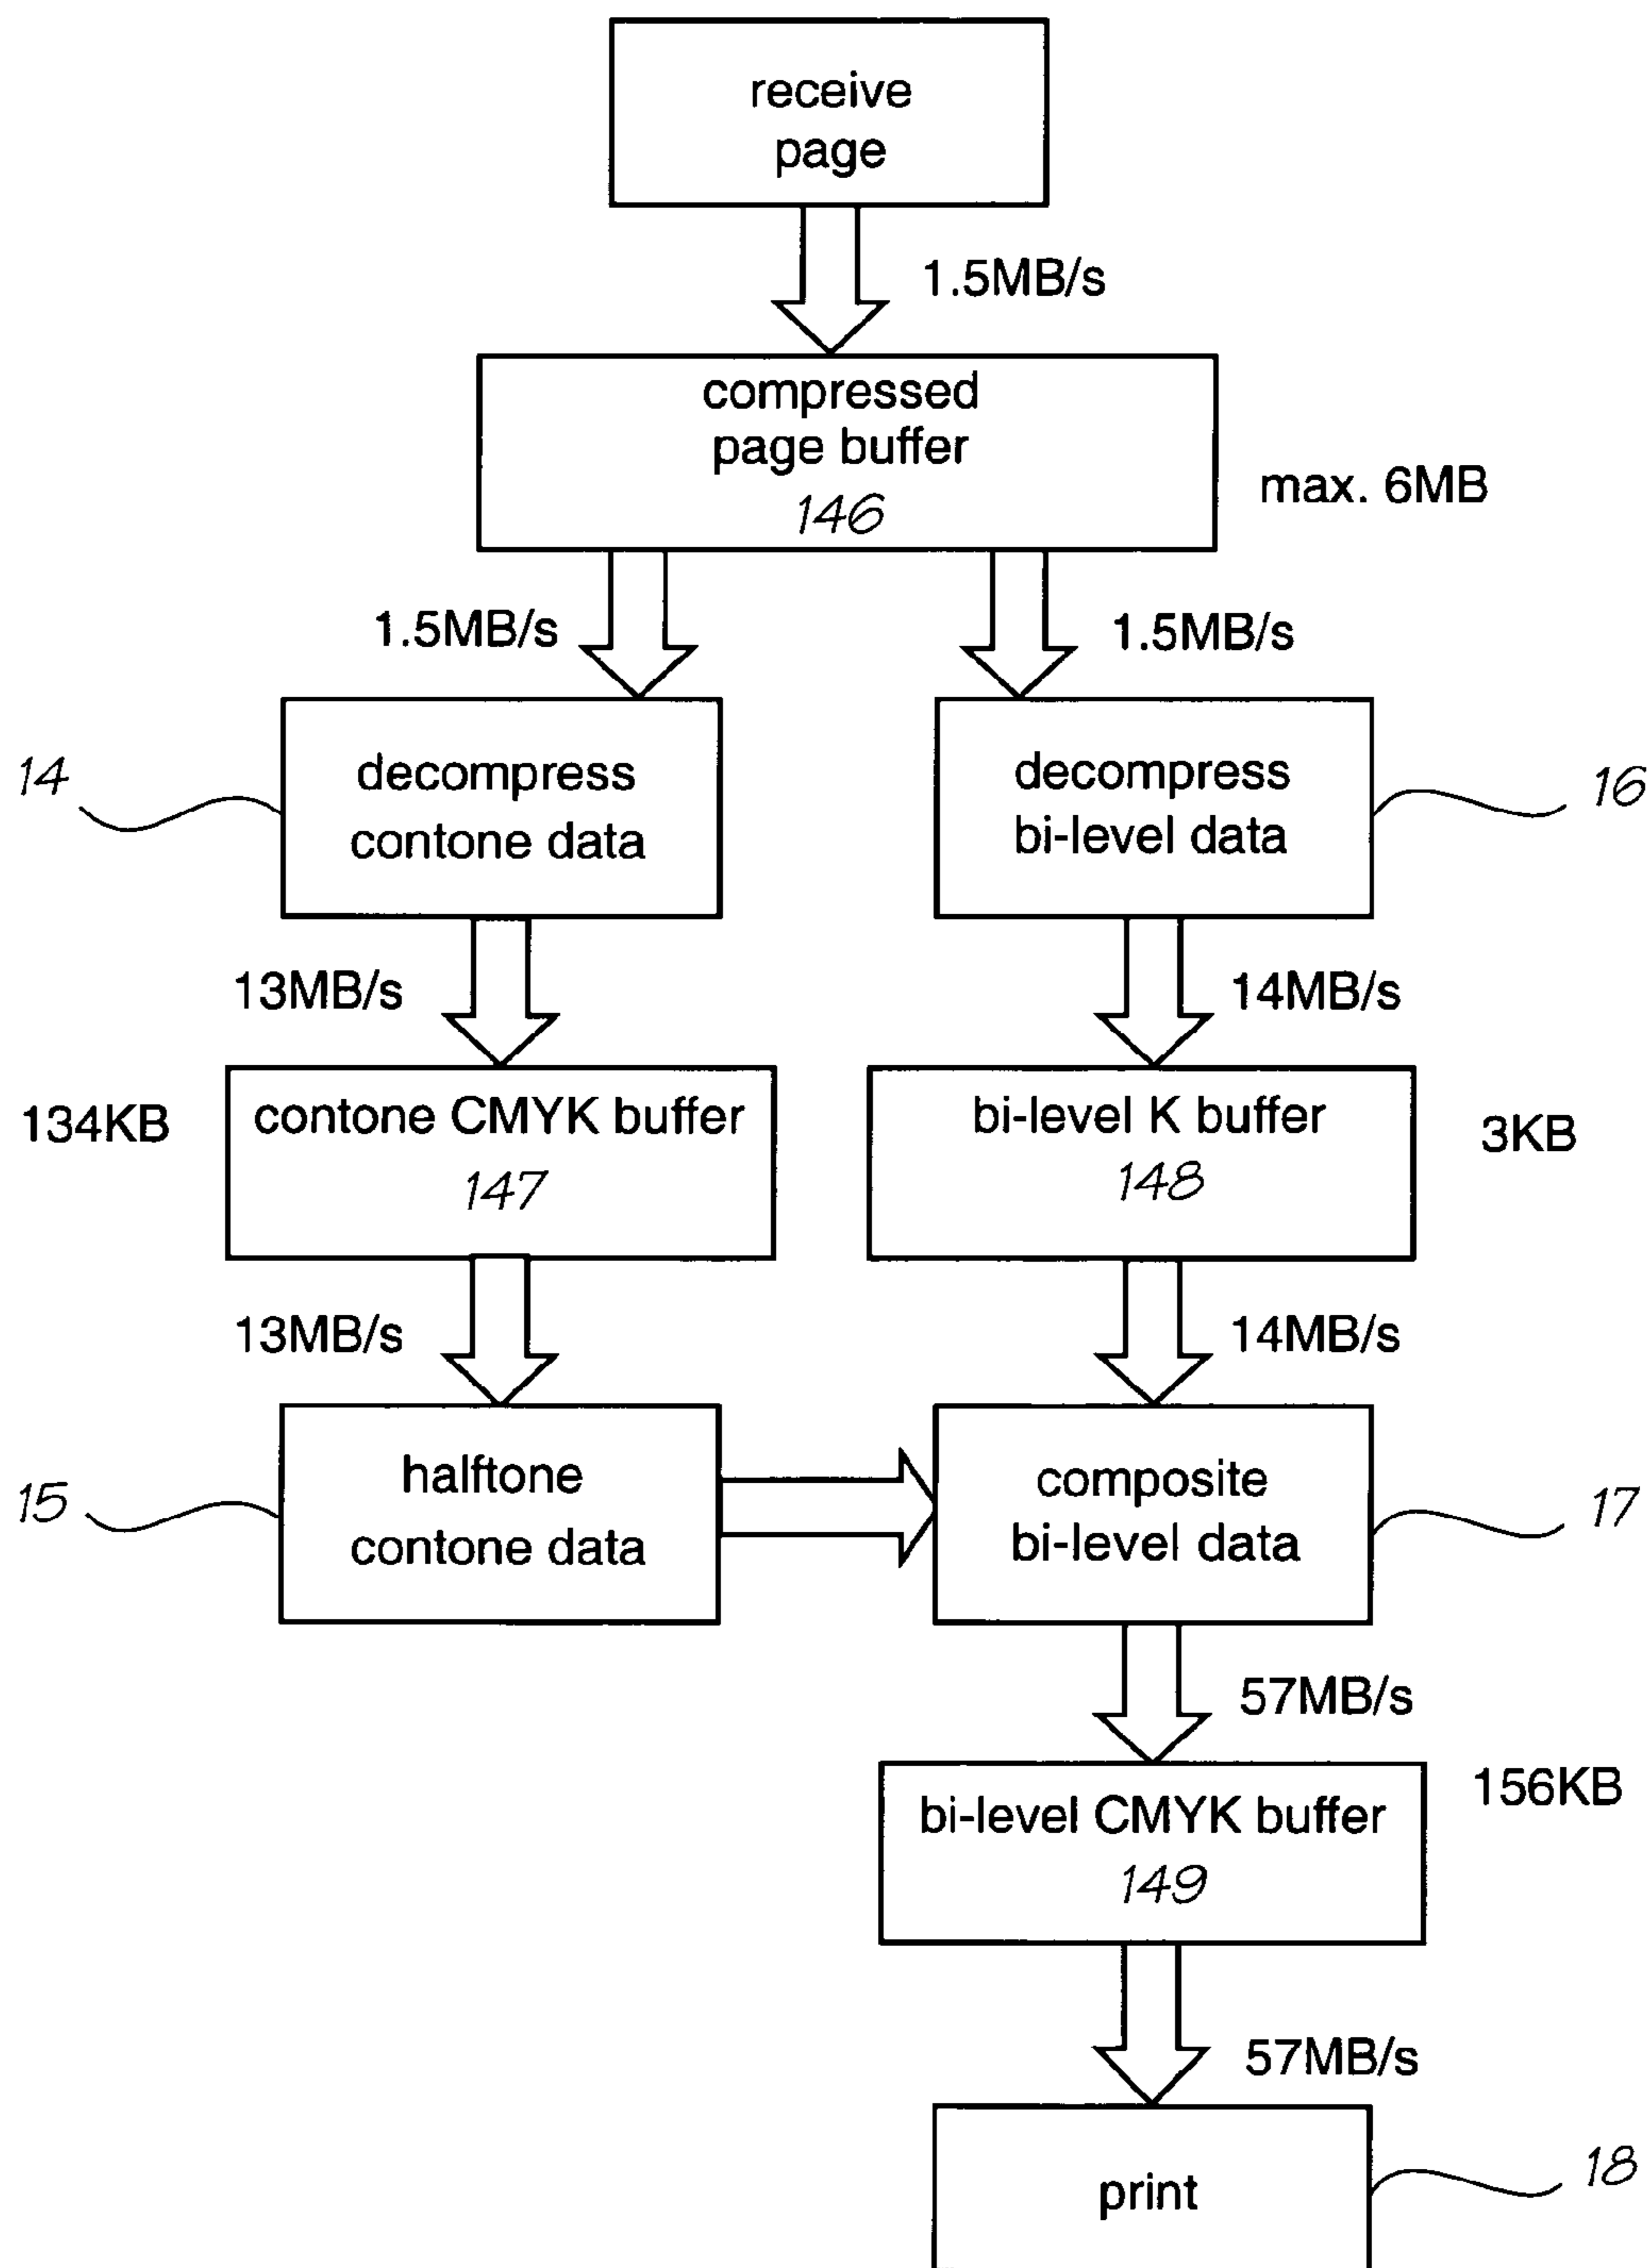 receive
page
1.5MB/s
compressed
page buffer
146
max. 6MB
1.5MB/s
1.5MB/s
14
decompress
contone data
decompress
bi-level data
16
13MB/s
14MB/s
134KB
contone CMYK buffer
147
bi-level K buffer
148
3KB
13MB/s
14MB/s
15
halftone
contone data
composite
bi-level data
17
57MB/s
bi-level CMYK buffer
149
156KB
57MB/s
print
18